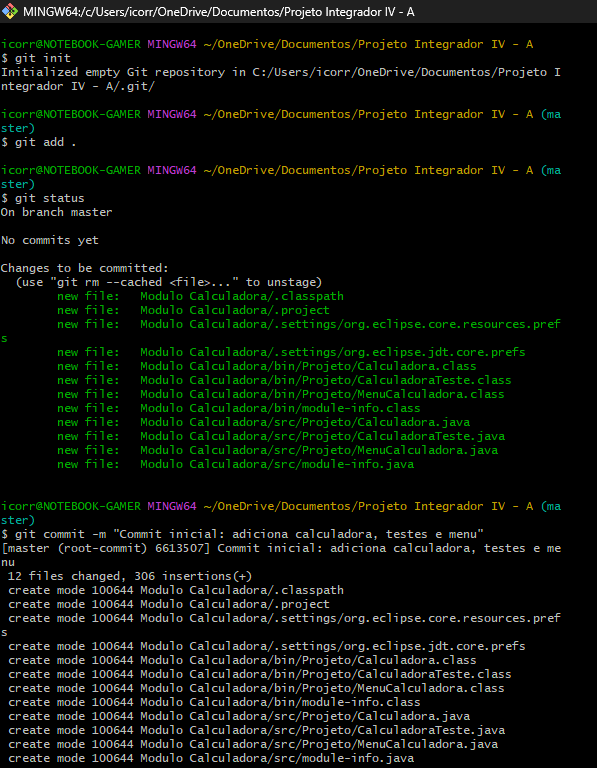 MINGW64:/c/Users/icorr/OneDrive/Documentos/Projeto Integrador IV - A
icorr@NOTEBOOK-GAMER MINGW64 ~/OneDrive/Documentos/Projeto Integrador IV - A
$ git init
Initialized empty Git repository in C:/Users/icorr/OneDrive/Documentos/Projeto I
ntegrador IV - A/.git/
icorr@NOTEBOOK-GAMER MINGW64 ~/OneDrive/Documentos/Projeto Integrador IV - A (ma
ster)
$ git add .
icorr@NOTEBOOK-GAMER MINGW64 ~/OneDrive/Documentos/Projeto Integrador IV - A (ma
ster)
$ git status
On branch master
No commits yet
Changes to be committed:
  (use "git rm --cached <file>..." to unstage)
        new file:   Modulo Calculadora/.classpath
        new file:   Modulo Calculadora/.project
        new file:   Modulo Calculadora/.settings/org.eclipse.core.resources.pref
s
        new file:   Modulo Calculadora/.settings/org.eclipse.jdt.core.prefs
        new file:   Modulo Calculadora/bin/Projeto/Calculadora.class
        new file:   Modulo Calculadora/bin/Projeto/CalculadoraTeste.class
        new file:   Modulo Calculadora/bin/Projeto/MenuCalculadora.class
        new file:   Modulo Calculadora/bin/module-info.class
        new file:   Modulo Calculadora/src/Projeto/Calculadora.java
        new file:   Modulo Calculadora/src/Projeto/CalculadoraTeste.java
        new file:   Modulo Calculadora/src/Projeto/MenuCalculadora.java
        new file:   Modulo Calculadora/src/module-info.java
icorr@NOTEBOOK-GAMER MINGW64 ~/OneDrive/Documentos/Projeto Integrador IV - A (ma
ster)
$ git commit -m "Commit inicial: adiciona calculadora, testes e menu"
[master (root-commit) 6613507] Commit inicial: adiciona calculadora, testes e me
nu
 12 files changed, 306 insertions(+)
 create mode 100644 Modulo Calculadora/.classpath
 create mode 100644 Modulo Calculadora/.project
 create mode 100644 Modulo Calculadora/.settings/org.eclipse.core.resources.pref
s
 create mode 100644 Modulo Calculadora/.settings/org.eclipse.jdt.core.prefs
 create mode 100644 Modulo Calculadora/bin/Projeto/Calculadora.class
 create mode 100644 Modulo Calculadora/bin/Projeto/CalculadoraTeste.class
 create mode 100644 Modulo Calculadora/bin/Projeto/MenuCalculadora.class
 create mode 100644 Modulo Calculadora/bin/module-info.class
 create mode 100644 Modulo Calculadora/src/Projeto/Calculadora.java
 create mode 100644 Modulo Calculadora/src/Projeto/CalculadoraTeste.java
 create mode 100644 Modulo Calculadora/src/Projeto/MenuCalculadora.java
 create mode 100644 Modulo Calculadora/src/module-info.java